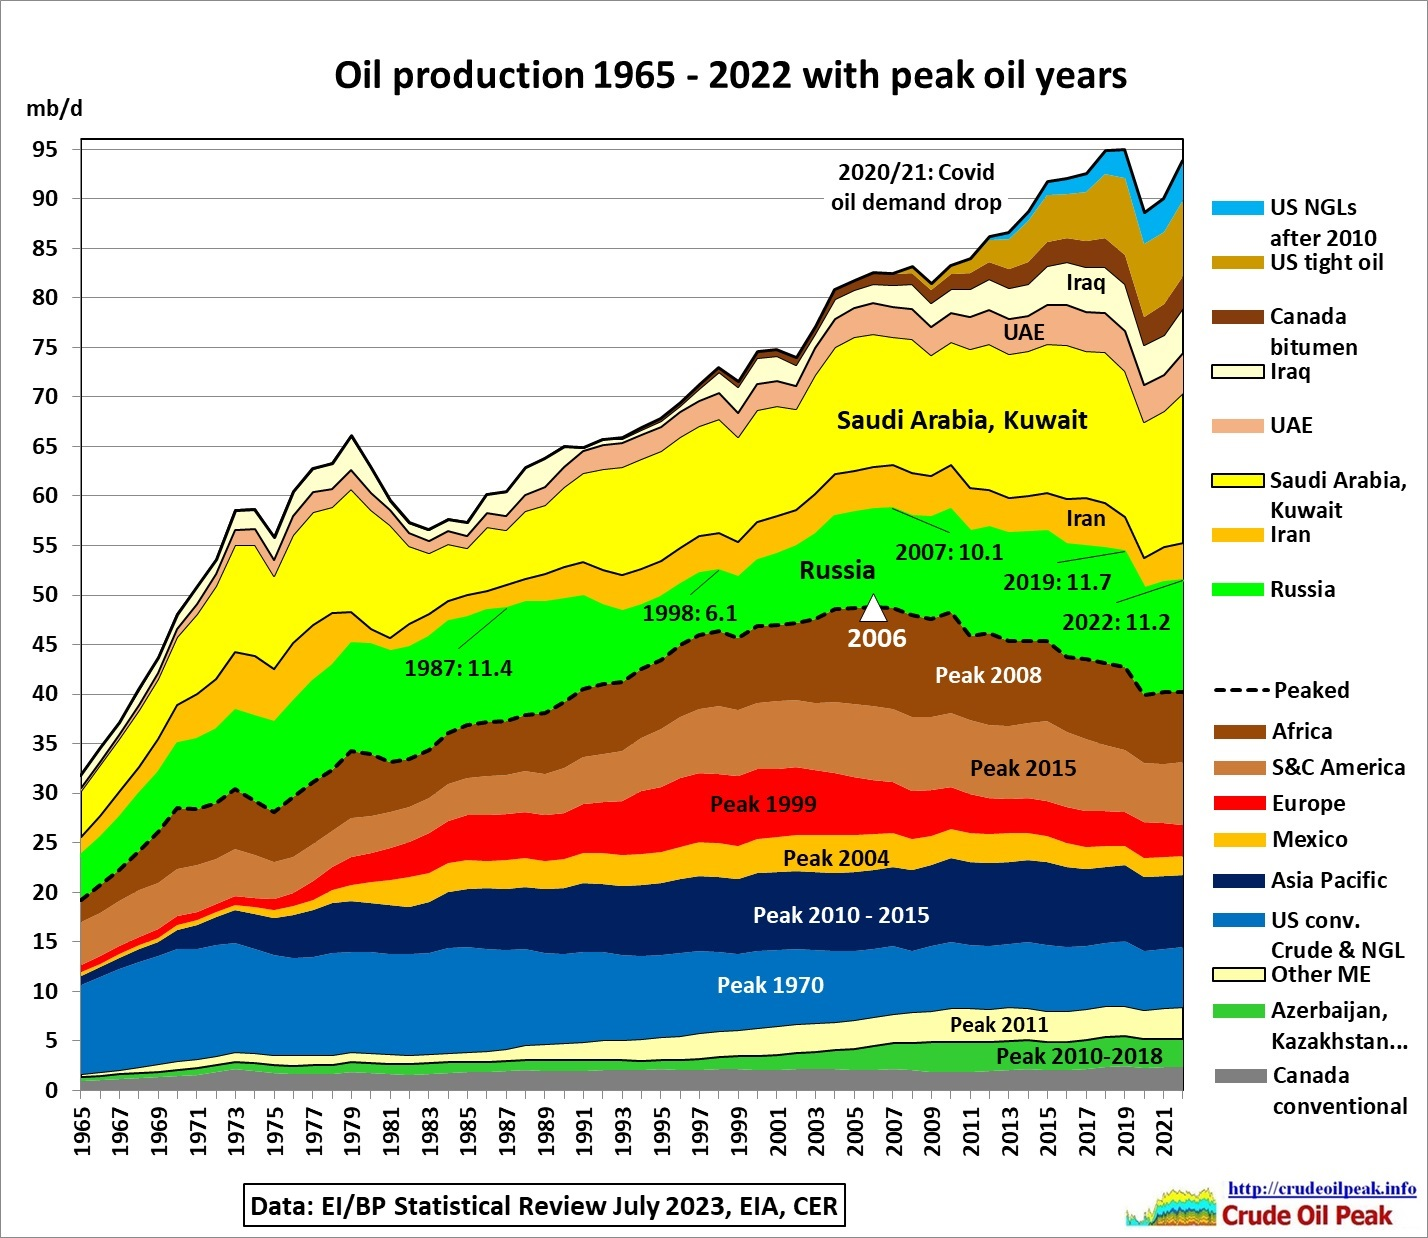 Oil production 1965 - 2022 with peak oil years
mb/d
95
90
85
80
75
70
65
60
55
50
45
40
35
30
25
20
15
10
5
0
2020/21: Covid
oil demand drop
Iraq
UAE
Saudi Arabia, Kuwait
Iran
2007: 10.1
Russia
2019: 11.7
1998: 6.1
2022: 11.2
2006
1987: 11.4
Peak 2008
Peak 2015
Peak 1999
Peak 2004
Peak 2010 - 2015
Peak 1970
Peak 2011
Peak 2010-2018
US NGLs
after 2010
US tight oil
Canada
bitumen
Iraq
UAE
Saudi Arabia,
Kuwait
Iran
Russia
Peaked
Africa
S&C America
Europe
Mexico
Asia Pacific
US conv.
Crude & NGL
Other ME
Azerbaijan,
Kazakhstan...
Canada
conventional
1965
1967
1969
1971
1973
1975
1977
1979
1981
1983
1985
1987
1989
1991
1993
1995
1997
1999
2001
2003
2005
2007
2009
2011
2013
2015
2017
2019
2021
Data: EI/BP Statistical Review July 2023, EIA, CER
http://crudeoilpeak.info
Crude Oil Peak